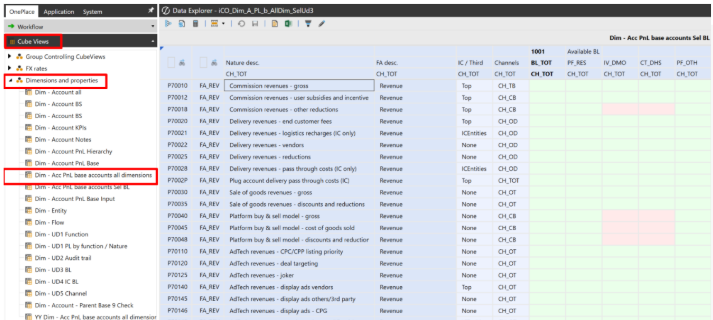 OnePlace Application System
Workflow
Cube Views
Group Controlling CubeViews
FX rates
Dimensions and properties
Dim - Account all
Dim - Account BS
Dim - Account BS
Dim - Account KPIs
Dim - Account Notes
Dim - Account PnL Hierarchy
Dim - Account PnL Base
Dim - Acc PnL base accounts all dimensions
Dim - Acc PnL base accounts Sel BL
Dim - Account PnL Base Input
Dim - Entity
Dim - Flow
Dim - UD1 Function
Dim - UD1 PL by function / Nature
Dim - UD2 Audit trail
Dim - UD3 BL
Dim - UD4 IC BL
Dim - UD5 Channel
Dim - Account - Parent Base 9 Check
YY Dim - Acc PnL base accounts all dimension
Data Explorer - iCO_Dim_A_PL_b_AllDim_SelUd3
Dim - Acc PnL base accounts Sel BL
1001 Available BL
Nature desc. FA desc. IC / Third Channels BL_TOT PF_RES IV_DMO CT_DHS PF_OTH
CH_TOT CH_TOT CH_TOT CH_TOT CH_TOT CH_TOT CH_TOT CH_TOT CH_TOT
P70010 FA_REV Commission revenues - gross Revenue Top CH_TB
P70012 FA_REV Commission revenues - user subsidies and incentive Revenue Top CH_CB
P70018 FA_REV Commission revenues - other reductions Revenue Top CH_CB
P70020 FA_REV Delivery revenues - end customer fees Revenue Top CH_OD
P70021 FA_REV Delivery revenues - logistics recharges (IC only) Revenue ICEntities CH_OD
P70022 FA_REV Delivery revenues - vendors Revenue None CH_OD
P70025 FA_REV Delivery revenues - reductions Revenue None CH_OD
P70028 FA_REV Delivery revenues - pass through costs (IC only) Revenue ICEntities CH_OD
P7002P FA_REV Plug account delivery pass through costs (IC) Revenue Top CH_TOT
P70030 FA_REV Sale of goods revenues - gross Revenue None CH_OT
P70035 FA_REV Sale of goods revenues - discounts and reductions Revenue None CH_OT
P70040 FA_REV Platform buy & sell model - gross Revenue None CH_CB
P70045 FA_REV Platform buy & sell model - cost of goods sold Revenue None CH_CB
P70048 FA_REV Platform buy & sell model - discounts and reduction Revenue None CH_CB
P70110 FA_REV AdTech revenues - CPC/CPP listing priority Revenue None CH_OT
P70120 FA_REV AdTech revenues - deal targeting Revenue None CH_OT
P70125 FA_REV AdTech revenues - joker Revenue None CH_OT
P70140 FA_REV AdTech revenues - display ads vendors Revenue Top CH_OT
P70145 FA_REV AdTech revenues - display ads others/3rd party Revenue None CH_OT
P70146 FA_REV AdTech revenues - display ads - CPG Revenue None CH_OT